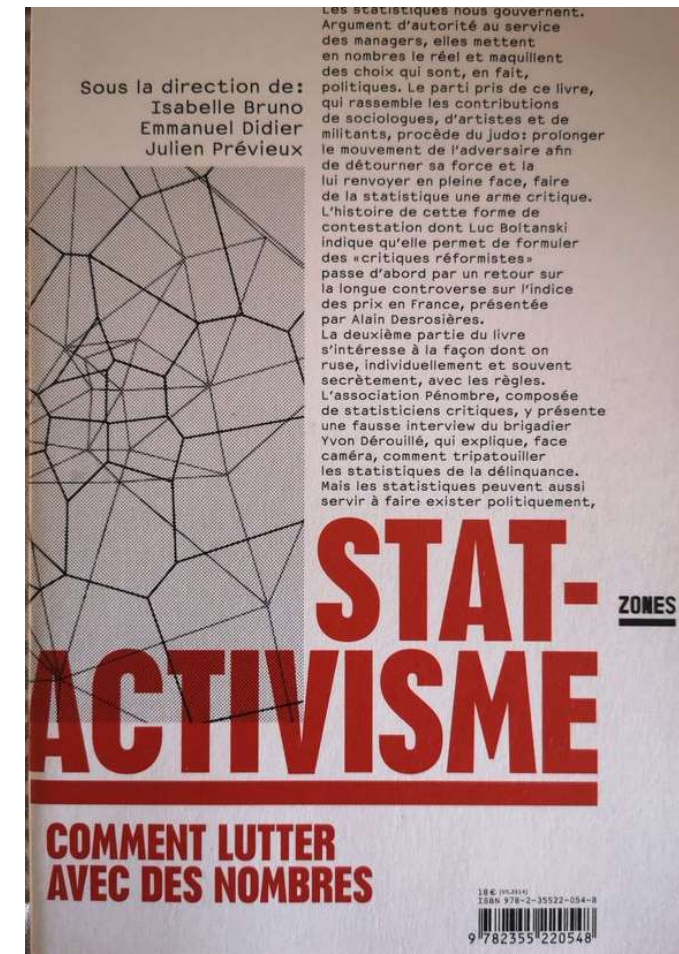 Sous la direction de:
Isabelle Bruno
Emmanuel Didier
Julien Prévieux
Les statistiques nous gouvernent.
Argument d'autorité au service
des managers, elles mettent
en nombres le réel et maquillent
des choix qui sont, en fait,
politiques. Le parti pris de ce livre,
qui rassemble les contributions
de sociologues, d'artistes et de
militants, procède du judo: prolonger
le mouvement de l'adversaire afin
de détourner sa force et la
lui renvoyer en pleine face, faire
de la statistique une arme critique.
L'histoire de cette forme de
contestation dont Luc Boltanski
indique qu'elle permet de formuler
des «critiques réformistes»
passe d'abord par un retour sur
la longue controverse sur l'indice
des prix en France, présentée
par Alain Desrosières.
La deuxième partie du livre
s'intéresse à la façon dont on
ruse, individuellement et souvent
secrètement, avec les règles.
L'association Pénombre, composée
de statisticiens critiques, y présente
une fausse interview du brigadier
Yvon Dérouillé, qui explique, face
caméra, comment tripatouiller
les statistiques de la délinquance.
Mais les statistiques peuvent aussi
servir à faire exister politiquement,
STAT-
ACTIVISME
ZONES
COMMENT LUTTER
AVEC DES NOMBRES
18 € (05.2014)
ISBN 978-2-35522-054-8
9 782355 220548